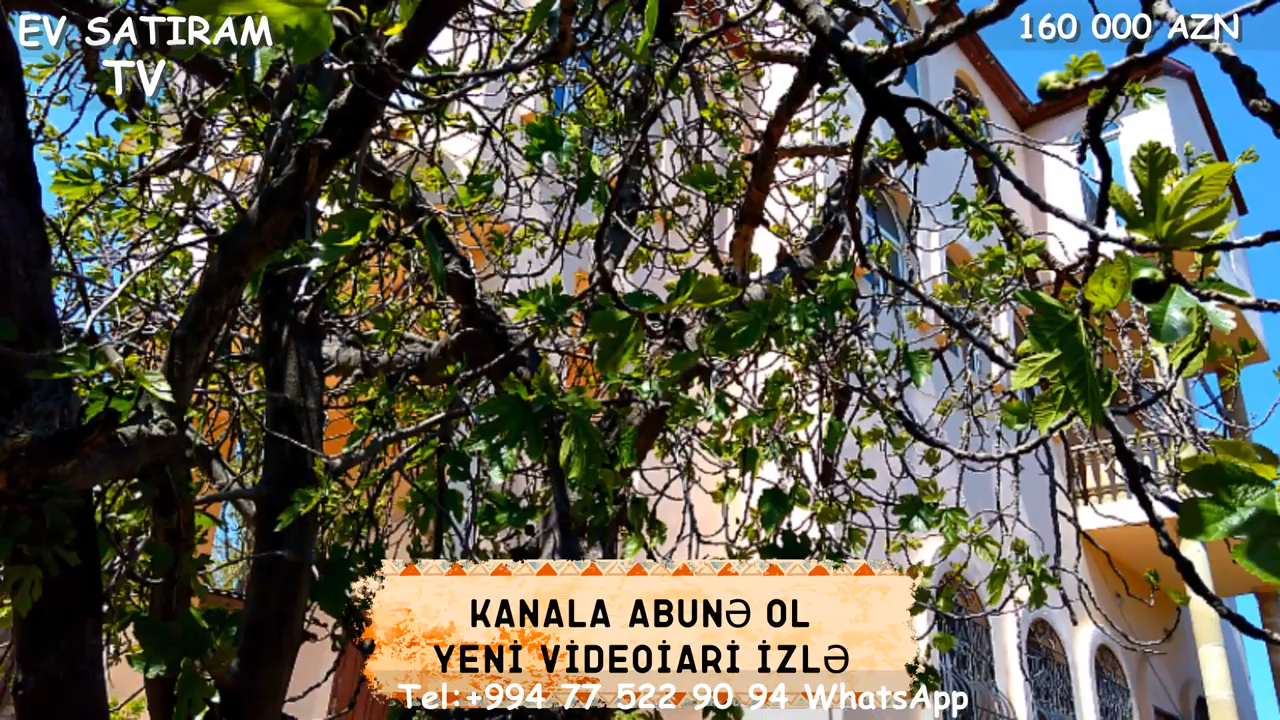 EV SATIRAM
TV
160 000 AZN
KANALA ABUNƏ OL
YENİ VİDEOİARİ İZLƏ
Tel:+994 77 522 90 94 WhatsApp